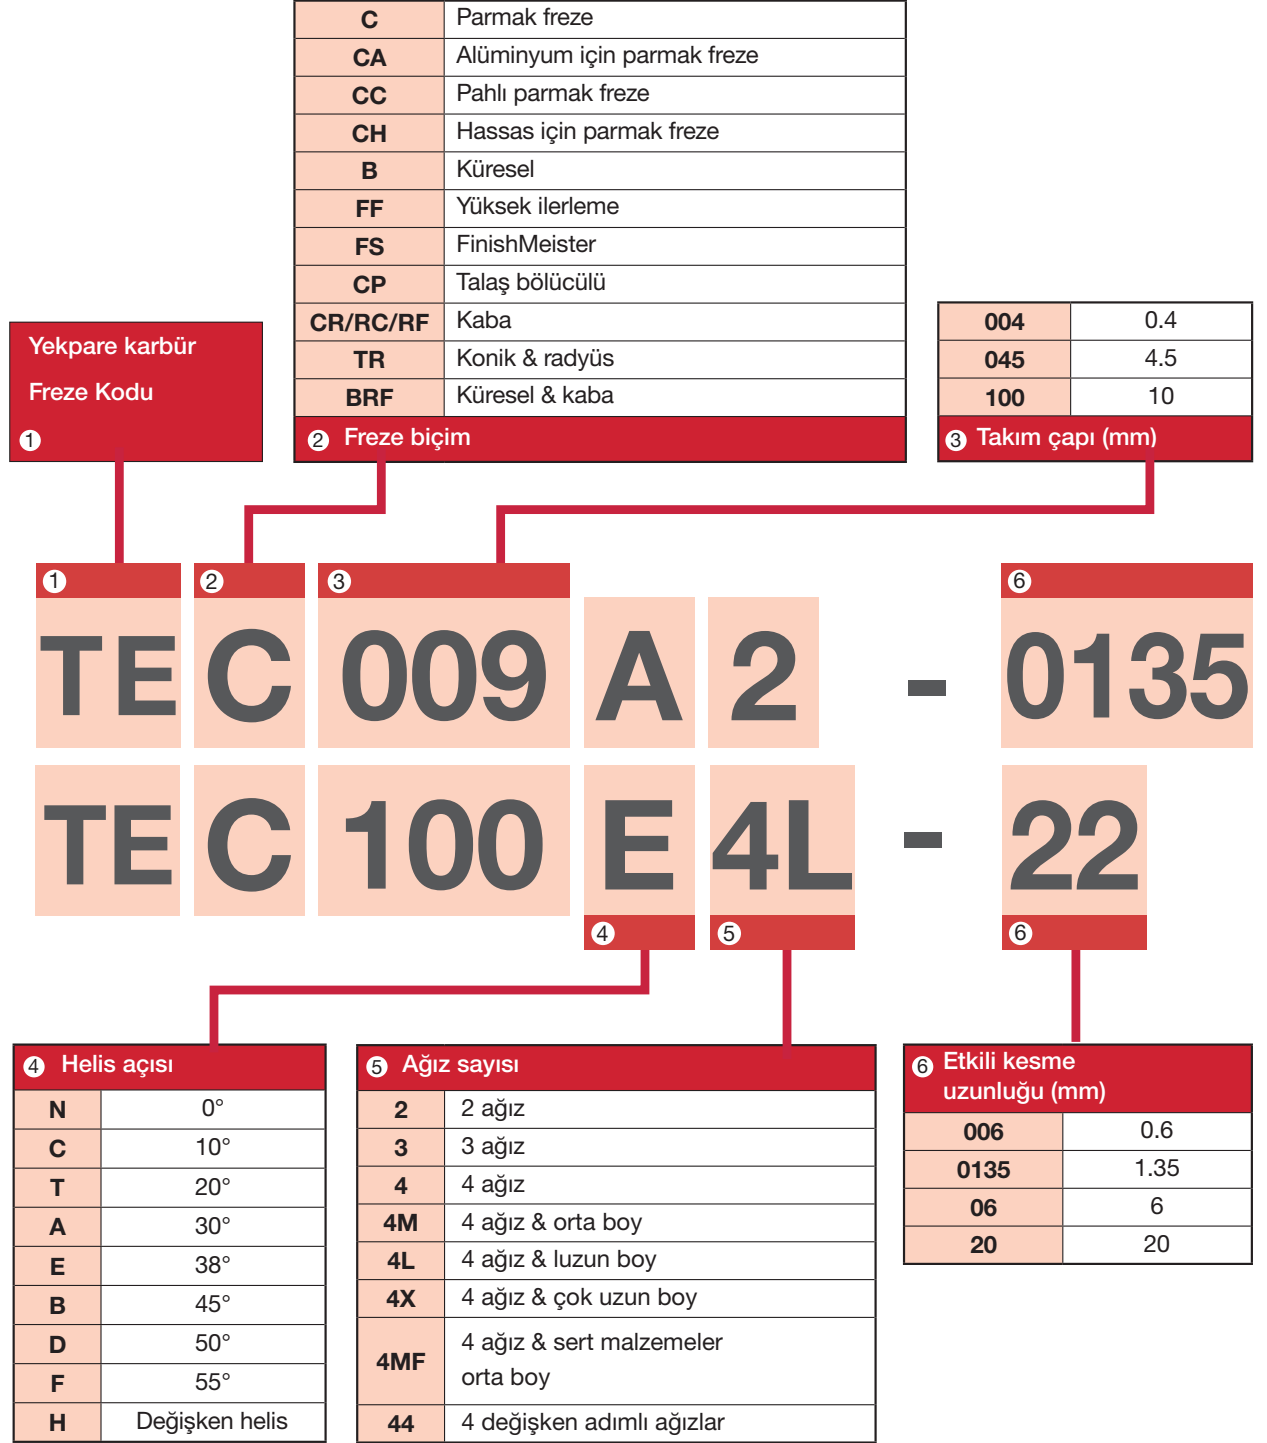 C Parmak freze
CA Alüminyum için parmak freze
CC Pahlı parmak freze
CH Hassas için parmak freze
B Küresel
FF Yüksek ilerleme
FS FinishMeister
CP Talaş bölücülü
CR/RC/RF Kaba
TR Konik & radyüs
BRF Küresel & kaba
2 Freze biçim
Yekpare karbür
Freze Kodu
1
004 0.4
045 4.5
100 10
3 Takım çapı (mm)
1 2 3 6
TE C 009 A 2 - 0135
TE C 100 E 4L - 22
4 5 6
4 Helis açısı
N 0°
C 10°
T 20°
A 30°
E 38°
B 45°
D 50°
F 55°
H Değişken helis
5 Ağız sayısı
2 2 ağız
3 3 ağız
4 4 ağız
4M 4 ağız & orta boy
4L 4 ağız & luzun boy
4X 4 ağız & çok uzun boy
4MF 4 ağız & sert malzemeler
orta boy
44 4 değişken adımlı ağızlar
6 Etkili kesme
uzunluğu (mm)
006 0.6
0135 1.35
06 6
20 20